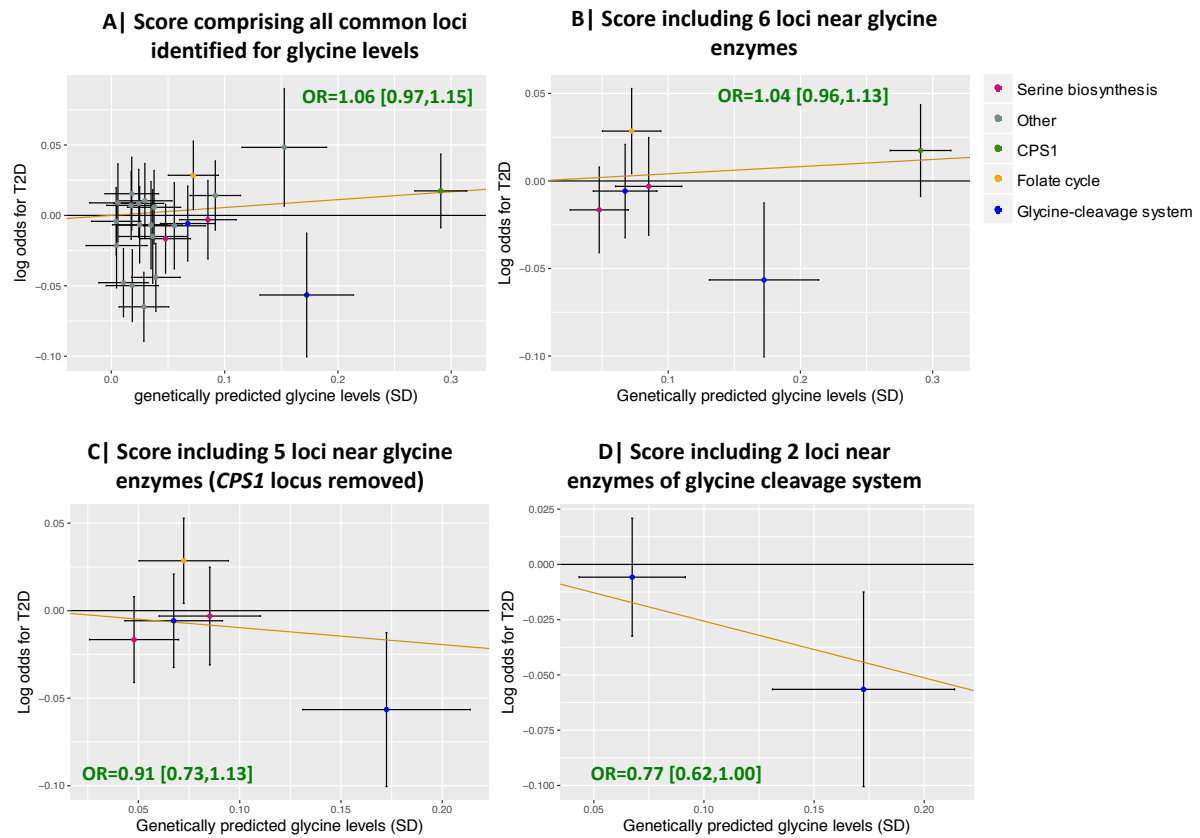 A| Score comprising all common loci
identified for glycine levels
OR=1.06 [0.97,1.15]
0.05
0.00
−0.05
−0.10
log odds for T2D
0.0
0.1
0.2
0.3
genetically predicted glycine levels (SD)
B| Score including 6 loci near glycine
enzymes
OR=1.04 [0.96,1.13]
0.05
0.00
−0.05
−0.10
Log odds for T2D
0.1
0.2
0.3
Genetically predicted glycine levels (SD)
Serine biosynthesis
Other
CPS1
Folate cycle
Glycine-cleavage system
C| Score including 5 loci near glycine
enzymes (CPS1 locus removed)
0.05
0.00
−0.05
−0.10
Log odds for T2D
OR=0.91 [0.73,1.13]
0.05
0.10
0.15
0.20
Genetically predicted glycine levels (SD)
D| Score including 2 loci near
enzymes of glycine cleavage system
0.025
0.000
−0.025
−0.050
−0.075
−0.100
Log odds for T2D
OR=0.77 [0.62,1.00]
0.05
0.10
0.15
0.20
Genetically predicted glycine levels (SD)